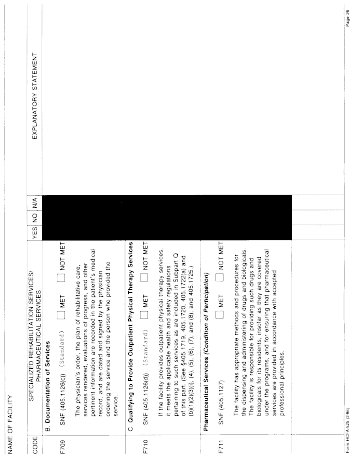 NAME OF FACILITY
CODE
SPECIALIZED REHABILITATION SERVICES/
PHARMACEUTICAL SERVICES
YES
NO
N/A
EXPLANATORY STATEMENT
B. Documentation of Services
F709
SNF (405.1126(c)) (Standard)
MET
NOT MET
The physician's order, the plan of rehabilitative care,
services rendered, evaluations of progress, and other
pertinent information are recorded in the patient's medical
record, and are dated and signed by the physician
ordering the service and the person who provided the
service.
C. Qualifying to Provide Outpatient Physical Therapy Services
F710
SNF (405.1126(d)) (Standard)
MET
NOT MET
If the facility provides outpatient physical therapy services
it meets the applicable health and safety regulations
pertaining to such services as are included in Subpart Q
of this part. (See §405.1719, 405.1720, 405.1722(a) and
(b)(1)(2)(3)(i), (4), (5), (6), (7), and (8); and 405.1725.)
Pharmaceutical Services (Condition of Participation)
F711
SNF (405.1127)
MET
NOT MET
The facility has appropriate methods and procedures for
the dispensing and administering of drugs and biologicals
The facility is responsible for providing such drugs and
biologicals for its residents, insofar as they are covered
under the programs, and for ensuring that pharmaceutical
services are provided in accordance with accepted
professional principles.
Page 26